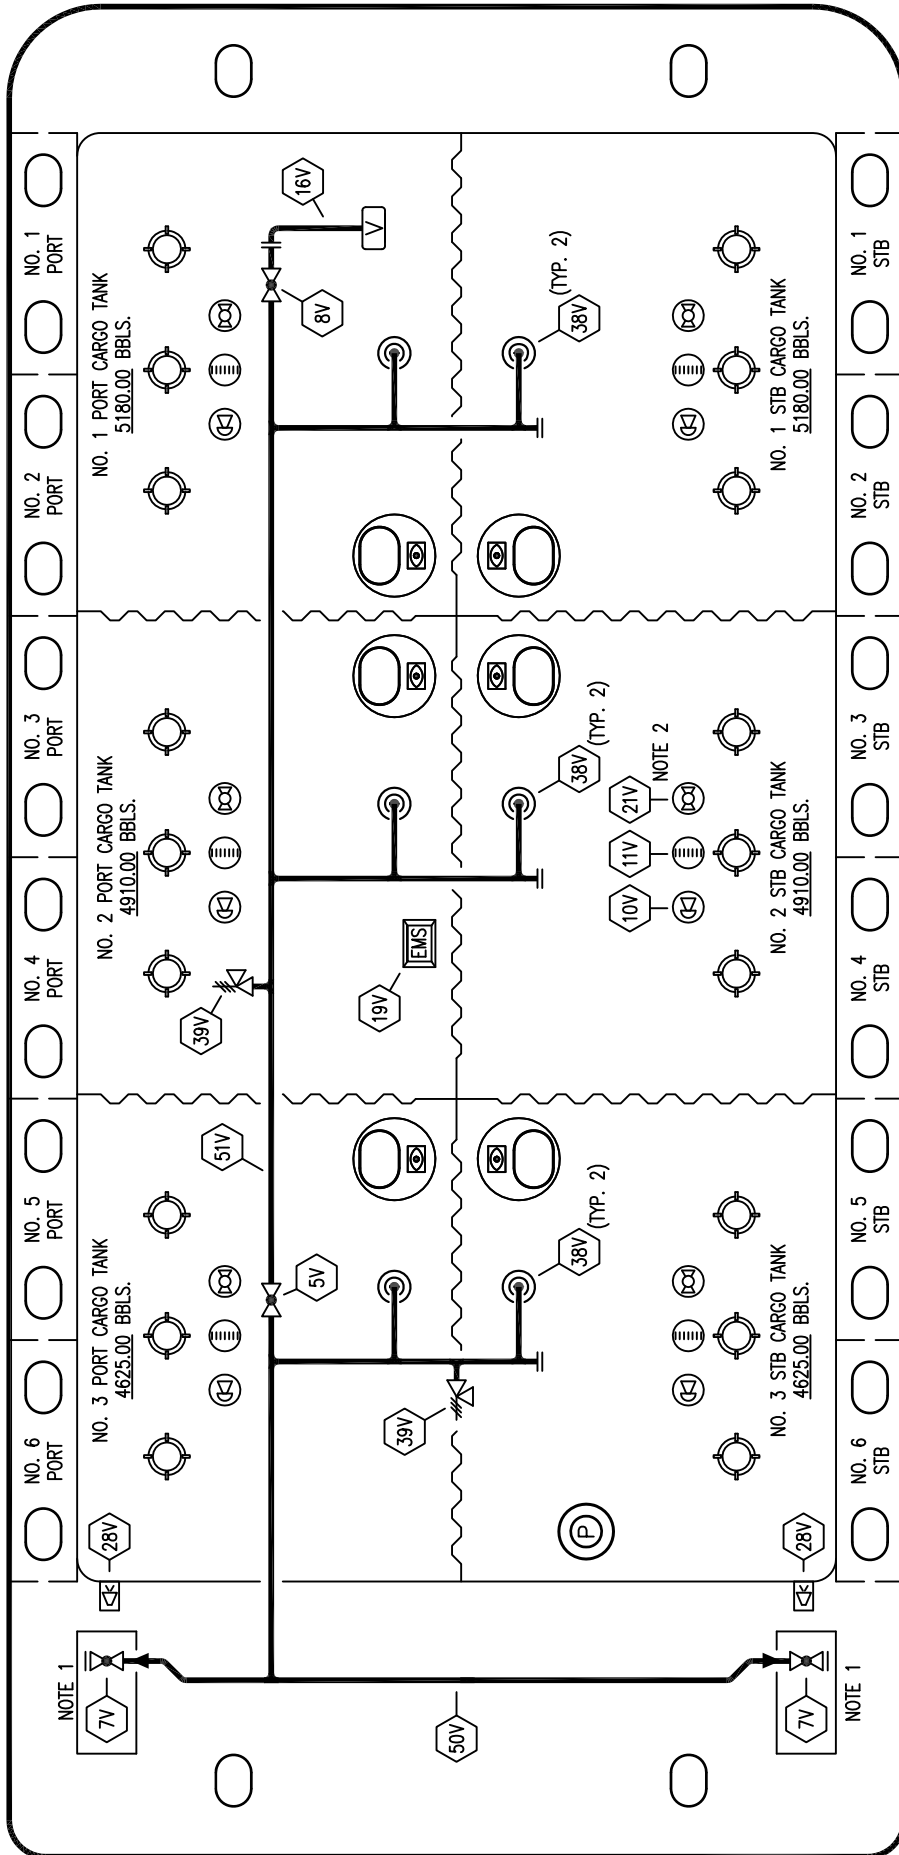 NO. 1
PORT
NO. 2
PORT
NO. 3
PORT
NO. 4
PORT
NO. 5
PORT
NO. 6
PORT
NO. 1 PORT CARGO TANK
5180.00 BBLS.
NO. 2 PORT CARGO TANK
4910.00 BBLS.
NO. 3 PORT CARGO TANK
4625.00 BBLS.
16V
V
8V
39V
51V
5V
28V
NOTE 1
7V
38V
(TYP. 2)
38V
(TYP. 2)
EMS
19V
38V
(TYP. 2)
39V
P
50V
21V
NOTE 2
11V
10V
NO. 1 STB CARGO TANK
5180.00 BBLS.
NO. 2 STB CARGO TANK
4910.00 BBLS.
NO. 3 STB CARGO TANK
4625.00 BBLS.
28V
7V
NOTE 1
NO. 1
STB
NO. 2
STB
NO. 3
STB
NO. 4
STB
NO. 5
STB
NO. 6
STB